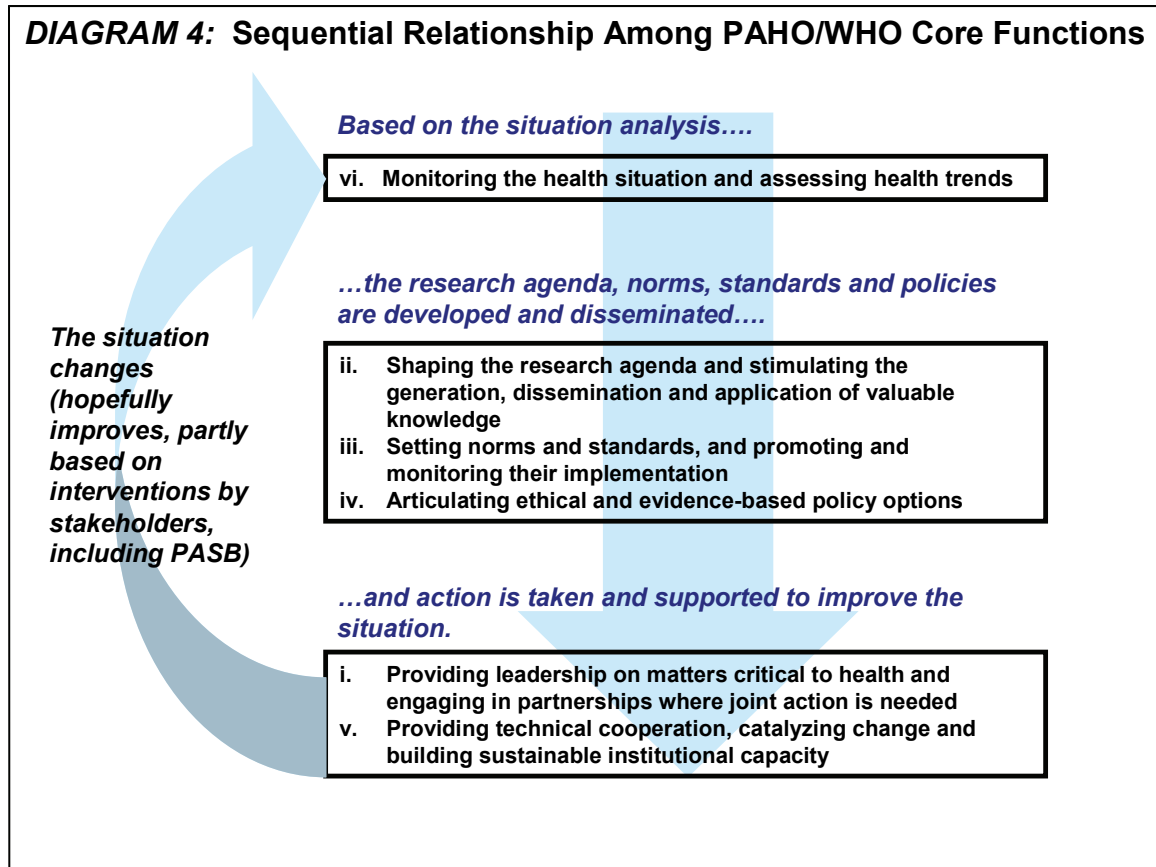 DIAGRAM 4: Sequential Relationship Among PAHO/WHO Core Functions
Based on the situation analysis….
vi. Monitoring the health situation and assessing health trends
…the research agenda, norms, standards and policies
are developed and disseminated….
The situation
changes
(hopefully
improves, partly
based on
interventions by
stakeholders,
including PASB)
ii. Shaping the research agenda and stimulating the
generation, dissemination and application of valuable
knowledge
iii. Setting norms and standards, and promoting and
monitoring their implementation
iv. Articulating ethical and evidence-based policy options
…and action is taken and supported to improve the
situation.
i. Providing leadership on matters critical to health and
engaging in partnerships where joint action is needed
v. Providing technical cooperation, catalyzing change and
building sustainable institutional capacity